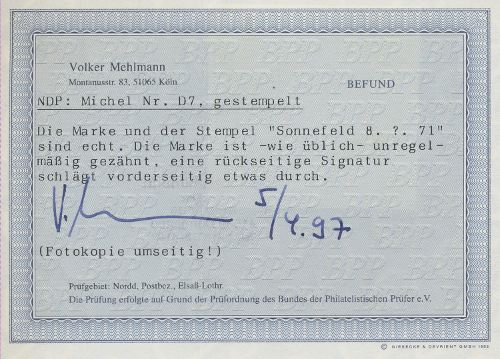 Volker Mehlmann
Montanusstr. 83, 51065 Köln
BEFUND
NDP: Michel Nr. D7, gestempelt
Die Marke und der Stempel "Sonnefeld 8. ?. 71"
sind echt. Die Marke ist -wie üblich- unregel-
mäßig gezähnt, eine rückseitige Signatur
schlägt vorderseitig etwas durch.
5/4.97
(Fotokopie umseitig!)
Prüfgebiet: Nordd. Postbez., Elsaß-Lothr.
Die Prüfung erfolgte auf Grund der Prüfordnung des Bundes der Philatelistischen Prüfer e.V.
© GIESECKE & DEVRIENT GMBH